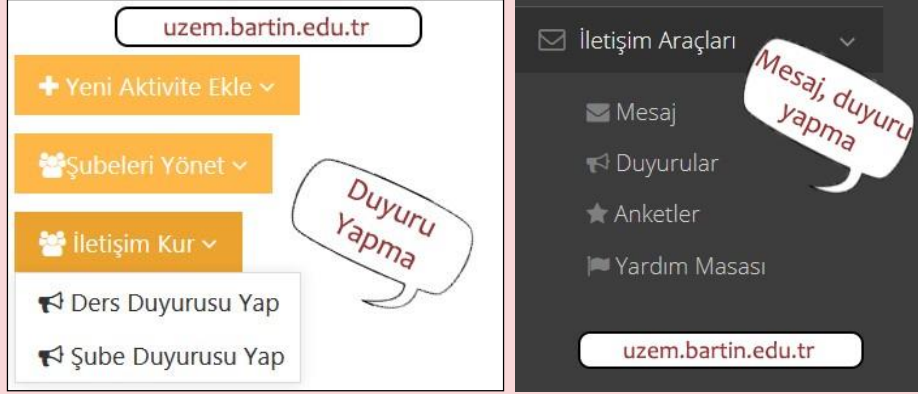 uzem.bartin.edu.tr
Yeni Aktivite Ekle
Şubeleri Yönet
İletişim Kur
Ders Duyurusu Yap
Şube Duyurusu Yap
Duyuru
Yapma
İletişim Araçları
Mesaj
Duyurular
Anketler
Yardım Masası
Mesaj, duyuru
yapma
uzem.bartin.edu.tr